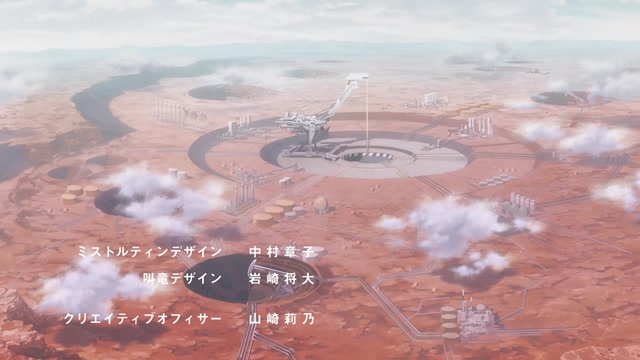 ミストルティンデザイン 中村章子
叫竜デザイン 岩崎将大
クリエイティブオフィサー 山崎莉乃